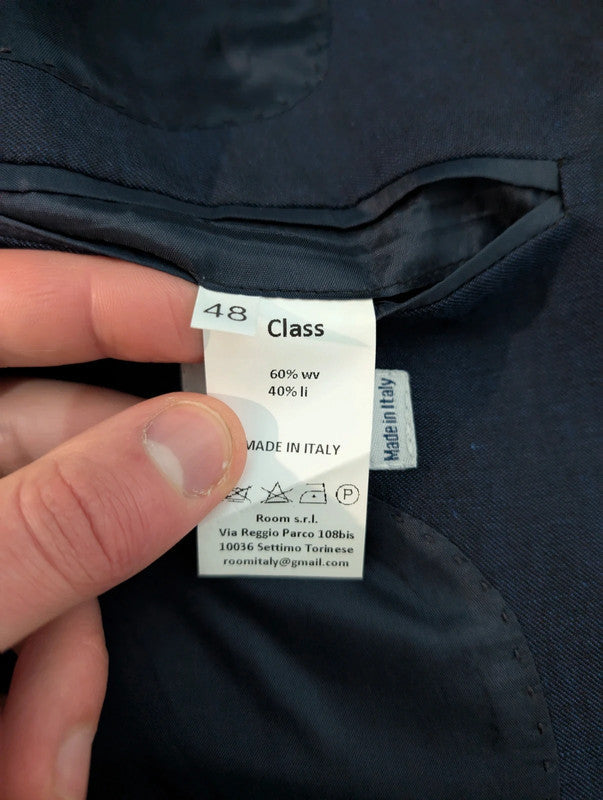 48
Class
60% wv
40% li
MADE IN ITALY
P
Room s.r.l.
Via Reggio Parco 108bis
10036 Settimo Torinese
roomitaly@gmail.com
Made in Italy